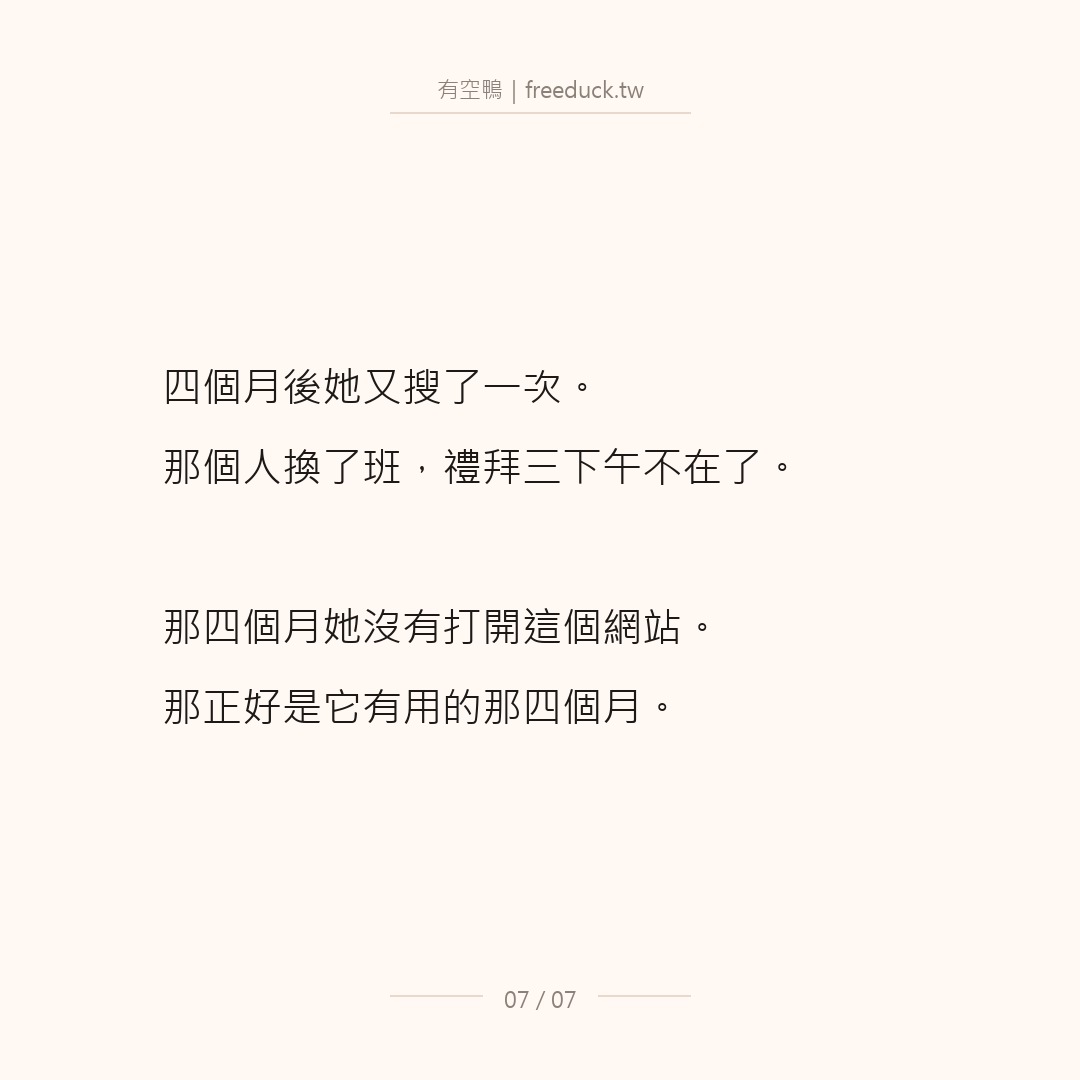 有空鴨 | freeduck.tw
四個月後她又搜了一次。
那個人換了班，禮拜三下午不在了。
那四個月她沒有打開這個網站。
那正好是它有用的那四個月。
07 / 07